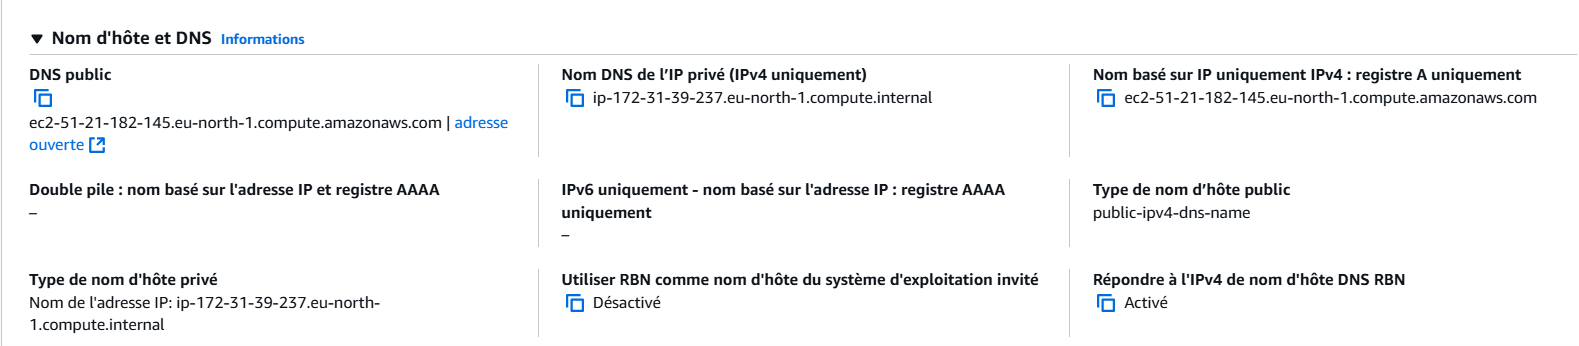 Nom d'hôte et DNS Informations
DNS public
ec2-51-21-182-145.eu-north-1.compute.amazonaws.com | adresse
ouverte
Nom DNS de l’IP privé (IPv4 uniquement)
ip-172-31-39-237.eu-north-1.compute.internal
Nom basé sur IP uniquement IPv4 : registre A uniquement
ec2-51-21-182-145.eu-north-1.compute.amazonaws.com
Double pile : nom basé sur l'adresse IP et registre AAAA
–
IPv6 uniquement - nom basé sur l'adresse IP : registre AAAA
uniquement
–
Type de nom d’hôte public
public-ipv4-dns-name
Type de nom d'hôte privé
Nom de l'adresse IP: ip-172-31-39-237.eu-north-
1.compute.internal
Utiliser RBN comme nom d'hôte du système d'exploitation invité
Désactivé
Répondre à l'IPv4 de nom d'hôte DNS RBN
Activé